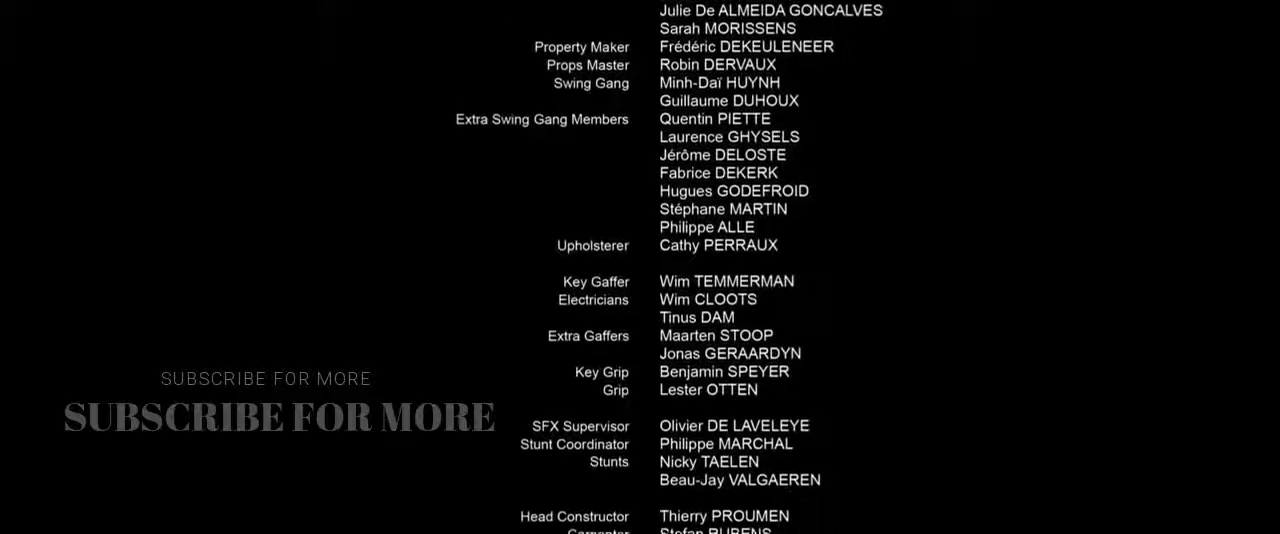 Julie De ALMEIDA GONCALVES
Sarah MORISSENS
Property Maker Frédéric DEKEULENEER
Props Master Robin DERVAUX
Swing Gang Minh-Daï HUYNH
Guillaume DUHOUX
Extra Swing Gang Members Quentin PIETTE
Laurence GHYSELS
Jérôme DELOSTE
Fabrice DEKERK
Hugues GODEFROID
Stéphane MARTIN
Philippe ALLE
Upholsterer Cathy PERRAUX
Key Gaffer Wim TEMMERMAN
Electricians Wim CLOOTS
Tinus DAM
Extra Gaffers Maarten STOOP
Jonas GERAARDYN
Key Grip Benjamin SPEYER
Grip Lester OTTEN
SUBSCRIBE FOR MORE
SUBSCRIBE FOR MORE
SFX Supervisor Olivier DE LAVELEYE
Stunt Coordinator Philippe MARCHAL
Stunts Nicky TAELEN
Beau-Jay VALGAEREN
Head Constructor Thierry PROUMEN
Carpenter Stefan RUBENS